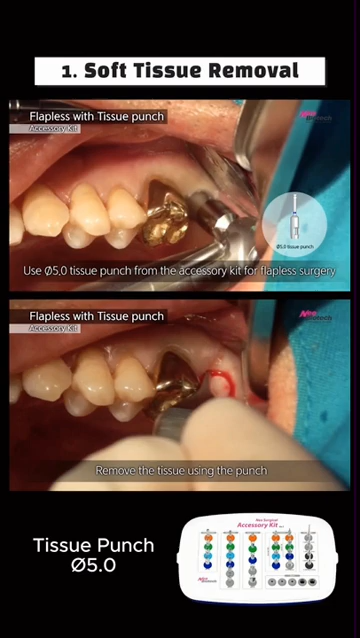 1. Soft Tissue Removal
Flapless with Tissue punch
Accessory Kit
Ø5.0 tissue punch
Use Ø5.0 tissue punch from the accessory kit for flapless surgery
Flapless with Tissue punch
Accessory Kit
Remove the tissue using the punch
Tissue Punch
Ø5.0
Neo Surgical
Accessory Kit